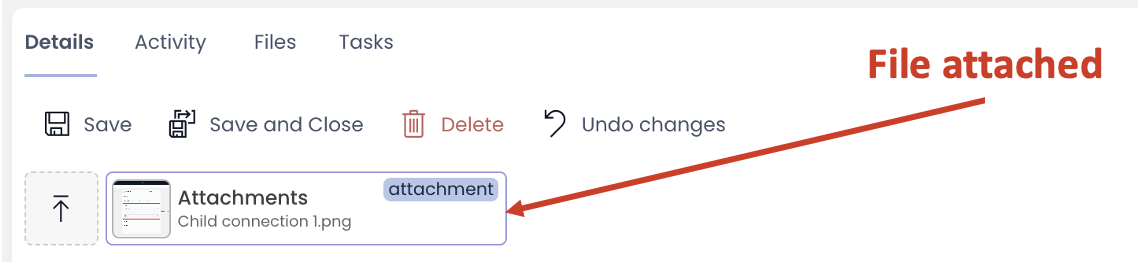 Details Activity Files Tasks
File attached
Save Save and Close Delete Undo changes
Attachments attachment
Child connection 1.png